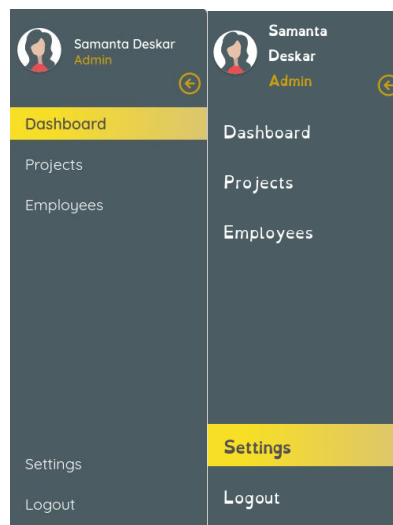 Samanta Deskar
Admin
Dashboard
Projects
Employees
Settings
Logout
Samanta
Deskar
Admin
Dashboard
Projects
Employees
Settings
Logout